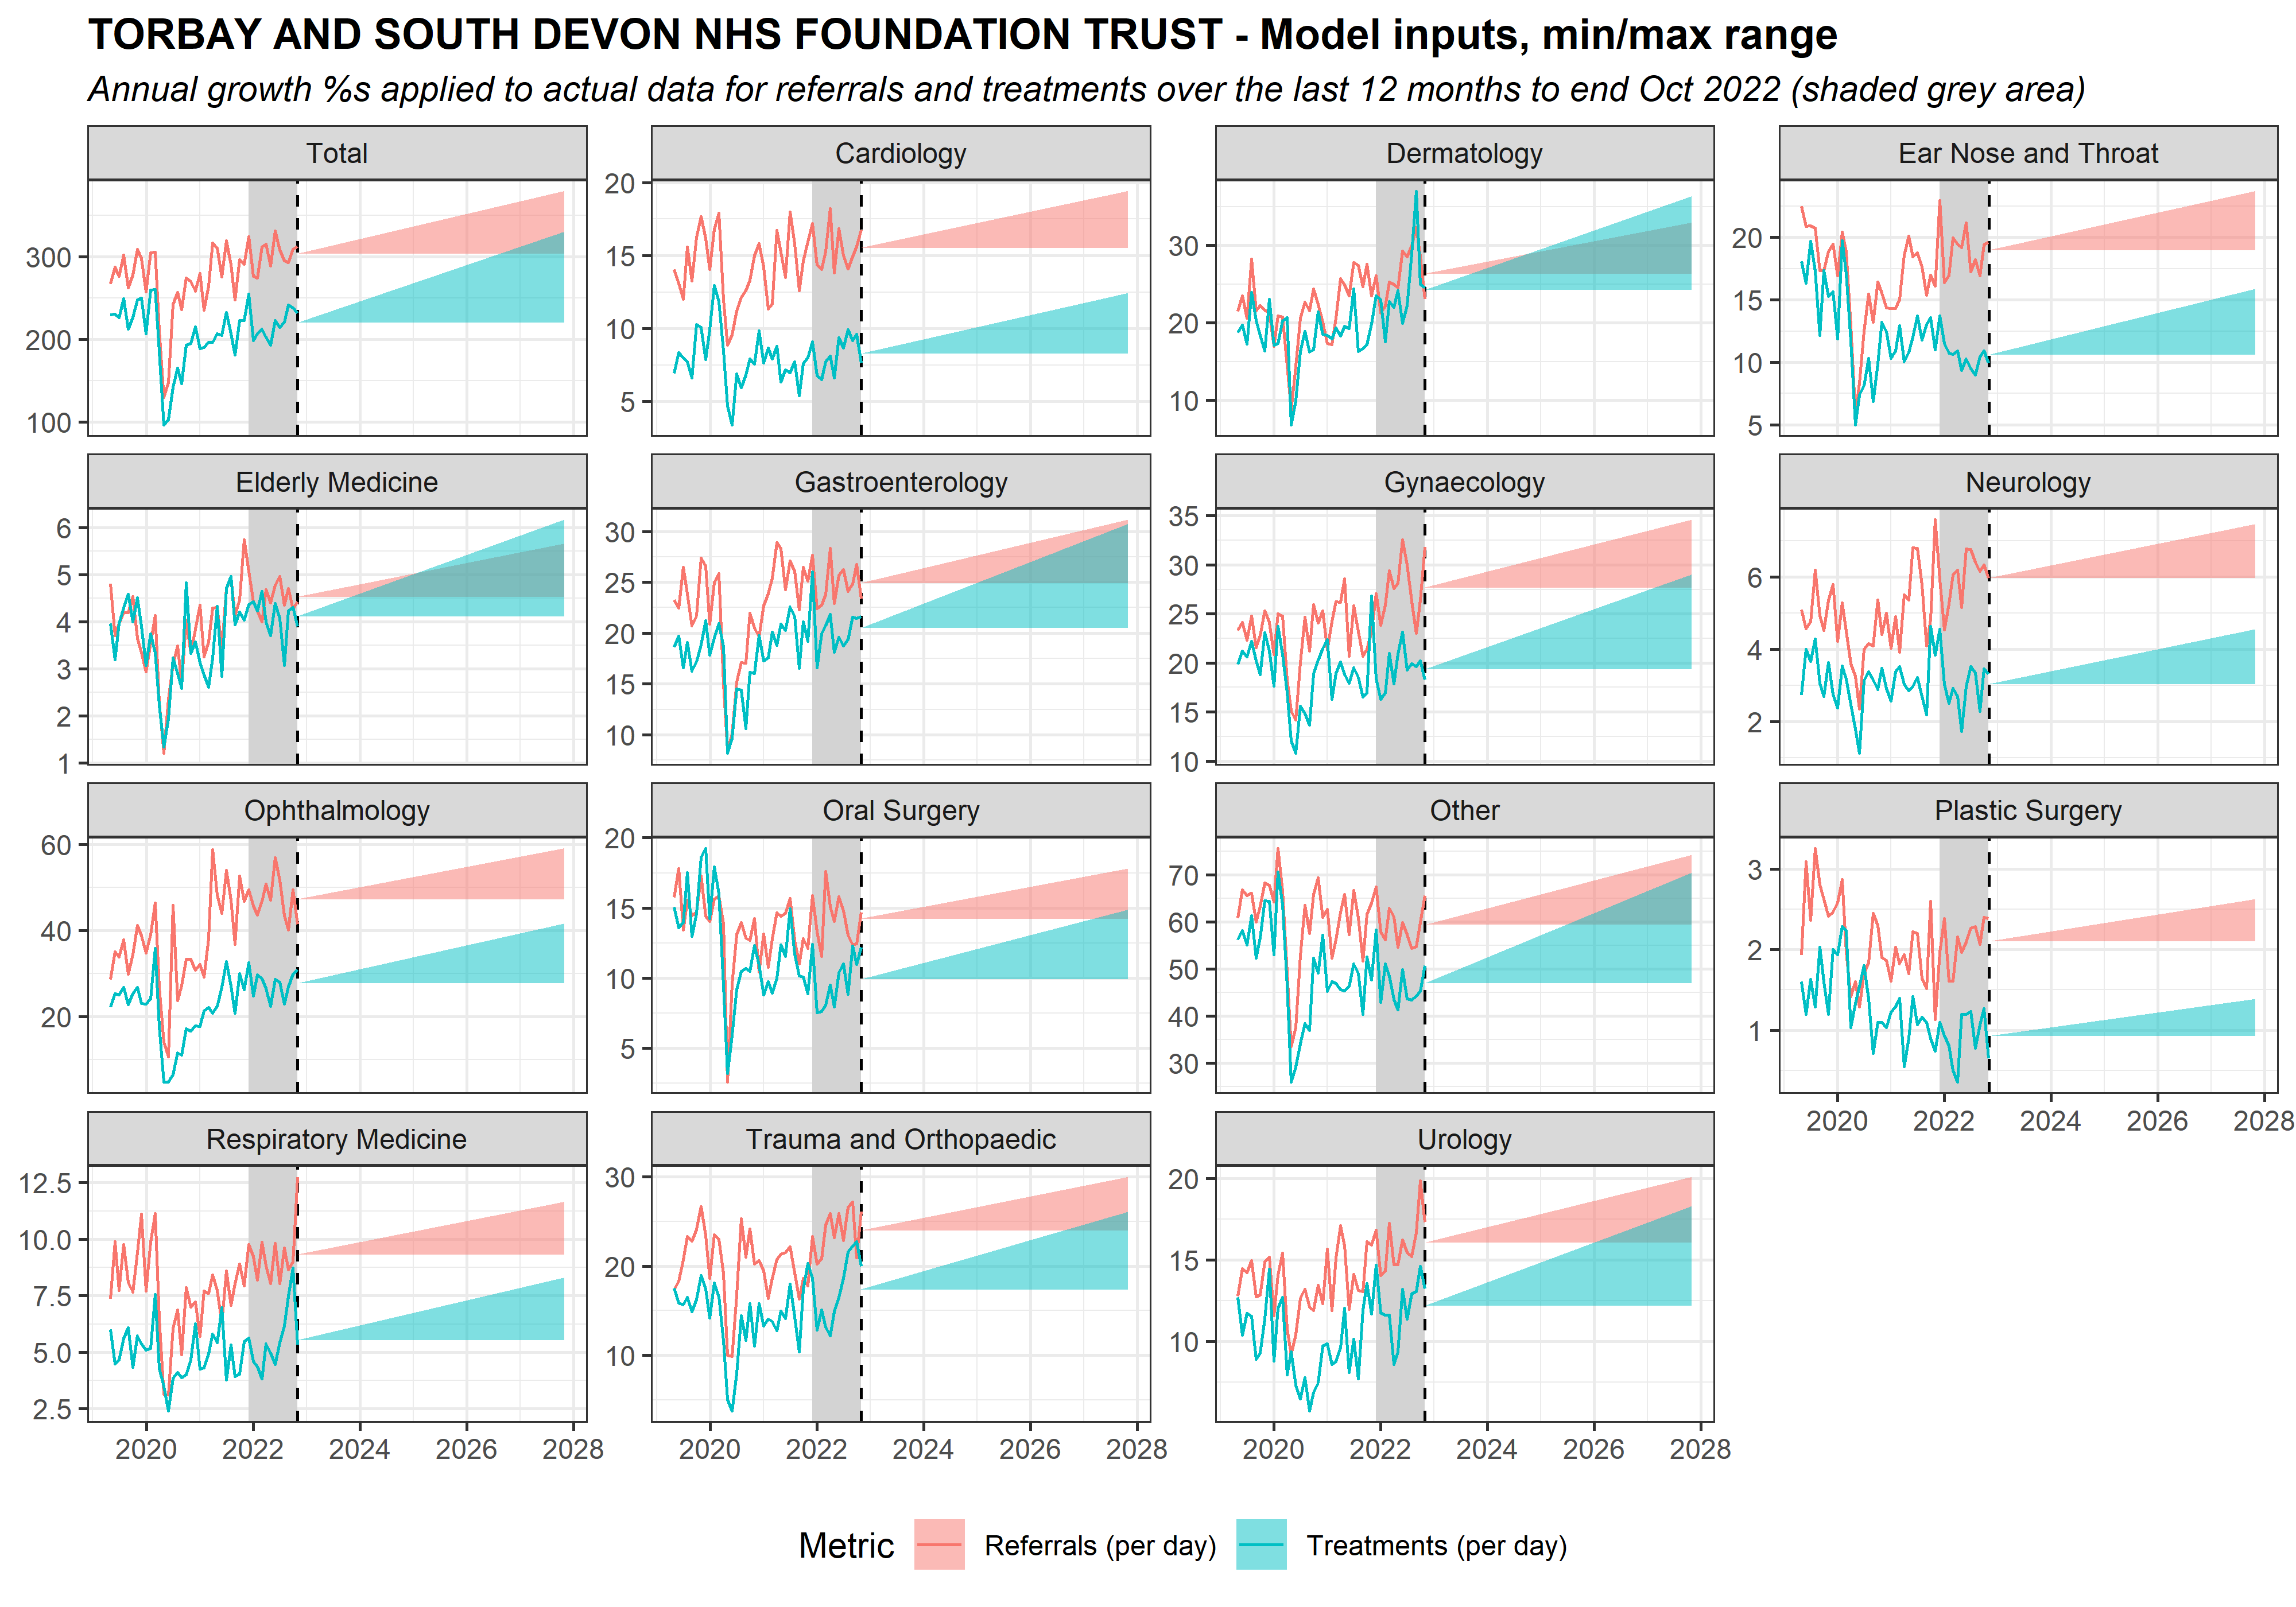 TORBAY AND SOUTH DEVON NHS FOUNDATION TRUST - Model inputs, min/max range
Annual growth %s applied to actual data for referrals and treatments over the last 12 months to end Oct 2022 (shaded grey area)
Total
300
200
100
Cardiology
20
15
10
5
Dermatology
30
20
10
Ear Nose and Throat
20
15
10
5
Elderly Medicine
6
5
4
3
2
1
Gastroenterology
30
25
20
15
10
Gynaecology
35
30
25
20
15
10
Neurology
6
4
2
Ophthalmology
60
40
20
Oral Surgery
20
15
10
5
Other
70
60
50
40
30
Plastic Surgery
3
2
1
2020 2022 2024 2026 2028
Respiratory Medicine
12.5
10.0
7.5
5.0
2.5
2020 2022 2024 2026 2028
Trauma and Orthopaedic
30
20
10
2020 2022 2024 2026 2028
Urology
20
15
10
2020 2022 2024 2026 2028
Metric Referrals (per day) Treatments (per day)